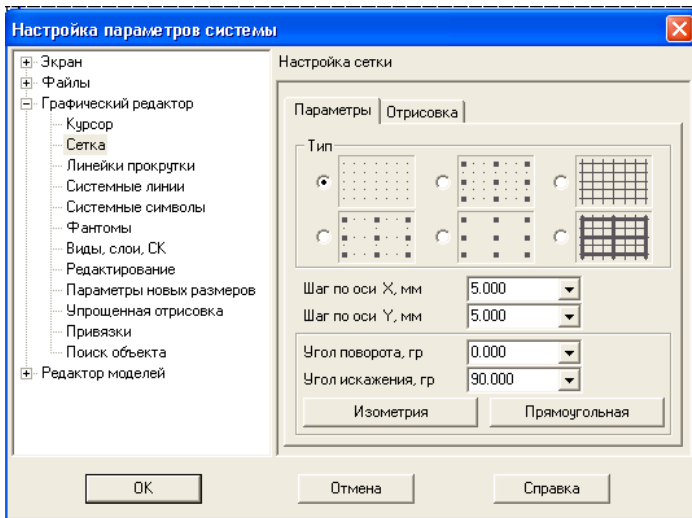 Настройка параметров системы
Экран
Файлы
Графический редактор
Курсор
Сетка
Линейки прокрутки
Системные линии
Системные символы
Фантомы
Виды, слои, СК
Редактирование
Параметры новых размеров
Упрощенная отрисовка
Привязки
Поиск объекта
Редактор моделей
Настройка сетки
Параметры Отрисовка
Тип
Шаг по оси X, мм 5.000
Шаг по оси Y, мм 5.000
Угол поворота, гр 0.000
Угол искажения, гр 90.000
Изометрия Прямоугольная
OK Отмена Справка